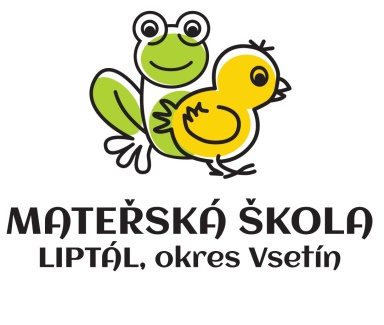 MATEŘSKÁ ŠKOLA
LIPTÁL, okres Vsetín